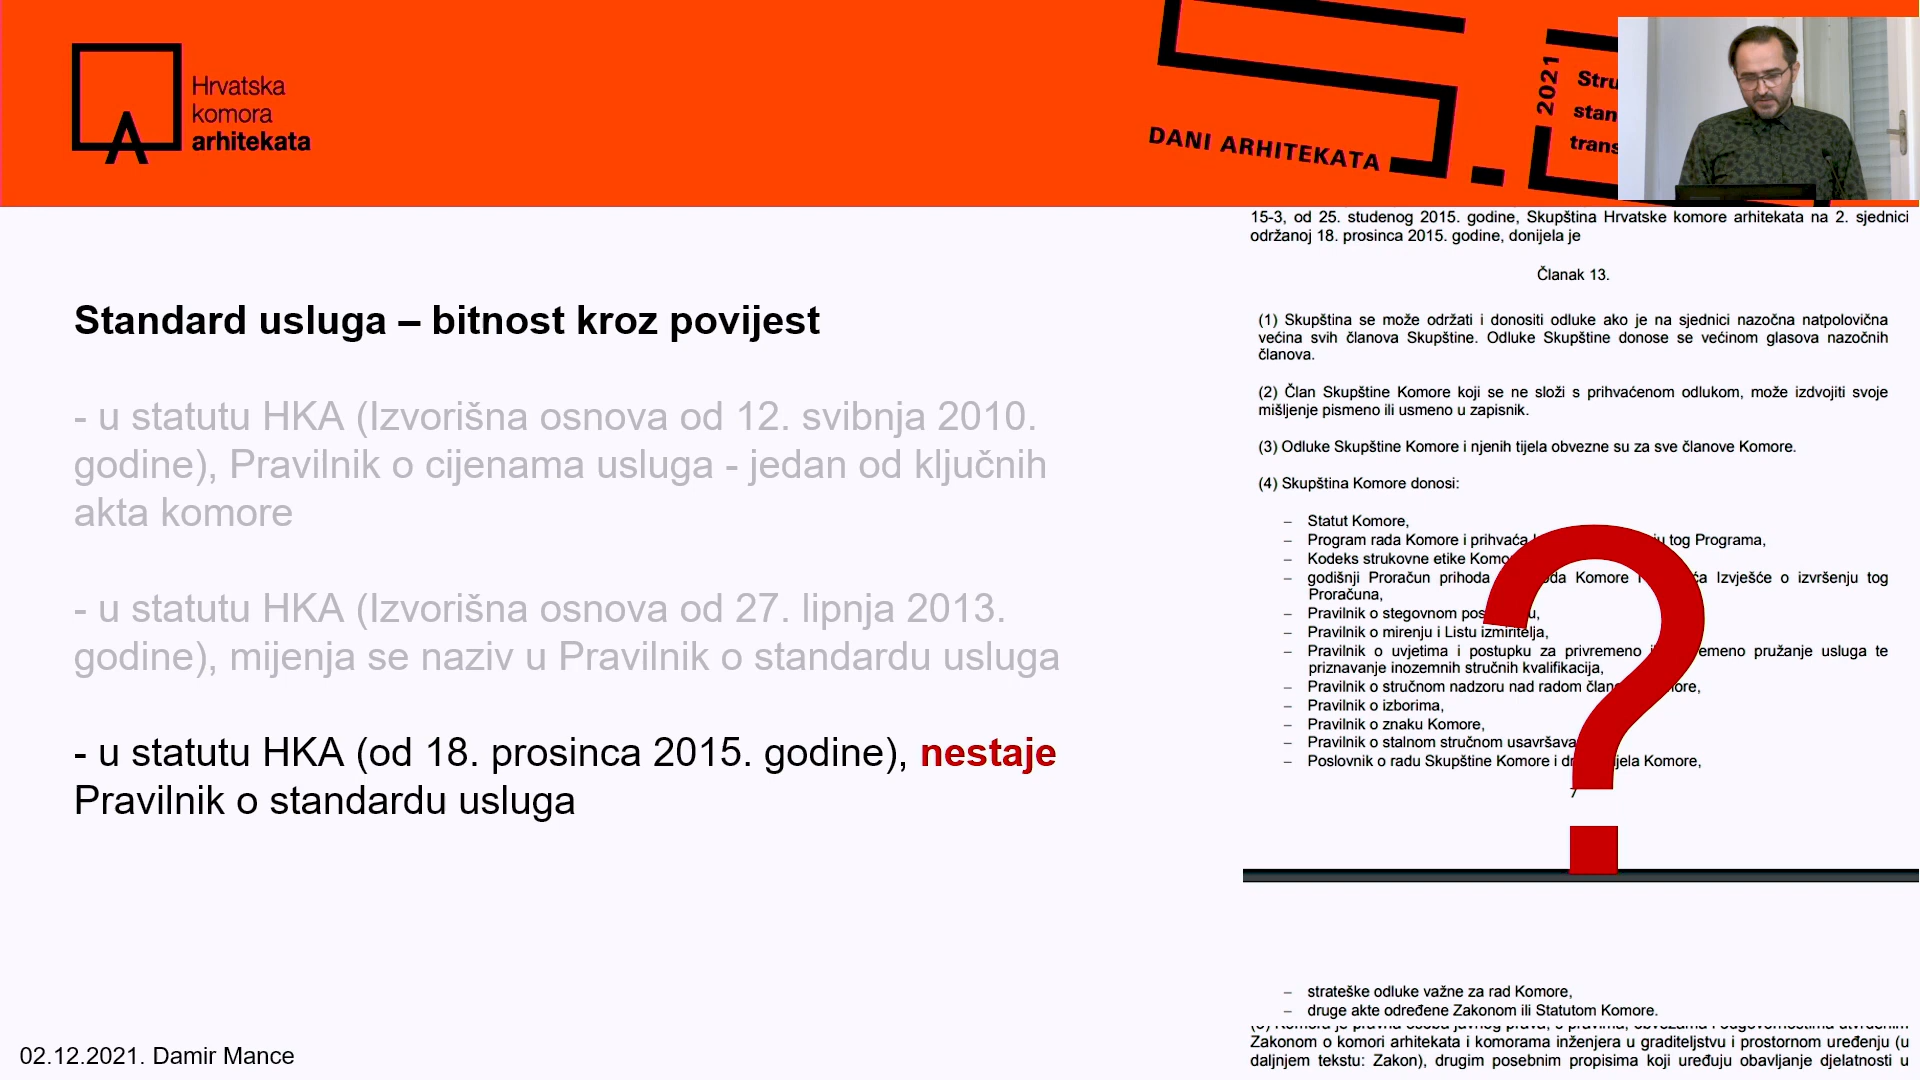 Hrvatska
komora
arhitekata
DANI ARHITEKATA
2021
Stru
stan
trans
Standard usluga – bitnost kroz povijest
- u statutu HKA (Izvorišna osnova od 12. svibnja 2010.
godine), Pravilnik o cijenama usluga - jedan od ključnih
akta komore
- u statutu HKA (Izvorišna osnova od 27. lipnja 2013.
godine), mijenja se naziv u Pravilnik o standardu usluga
- u statutu HKA (od 18. prosinca 2015. godine), nestaje
Pravilnik o standardu usluga
02.12.2021. Damir Mance
15-3, od 25. studenog 2015. godine, Skupština Hrvatske komore arhitekata na 2. sjednici
održanoj 18. prosinca 2015. godine, donijela je
Članak 13.
(1) Skupština se može održati i donositi odluke ako je na sjednici nazočna natpolovična
većina svih članova Skupštine. Odluke Skupštine donose se većinom glasova nazočnih
članova.
(2) Član Skupštine Komore koji se ne složi s prihvaćenom odlukom, može izdvojiti svoje
mišljenje pismeno ili usmeno u zapisnik.
(3) Odluke Skupštine Komore i njenih tijela obvezne su za sve članove Komore.
(4) Skupština Komore donosi:
– Statut Komore,
– Program rada Komore i prihvaća tog Programa,
– Kodeks strukovne etike
– godišnji Proračun prihoda Komore i Izvješće o izvršenju tog
Proračuna,
– Pravilnik o stegovnom
– Pravilnik o mirenju i Listu izmiritelja,
– Pravilnik o uvjetima i postupku za privremeno pružanje usluga te
priznavanje inozemnih stručnih kvalifikacija,
– Pravilnik o stručnom nadzoru nad radom
– Pravilnik o izborima,
– Pravilnik o znaku Komore,
– Pravilnik o stalnom stručnom
– Poslovnik o radu Skupštine Komore i Komore,
7
?
– strateške odluke važne za rad Komore,
– druge akte određene Zakonom ili Statutom Komore.
Zakonom o komori arhitekata i komorama inženjera u graditeljstvu i prostornom uređenju (u
daljnjem tekstu: Zakon), drugim posebnim propisima koji uređuju obavljanje djelatnosti u